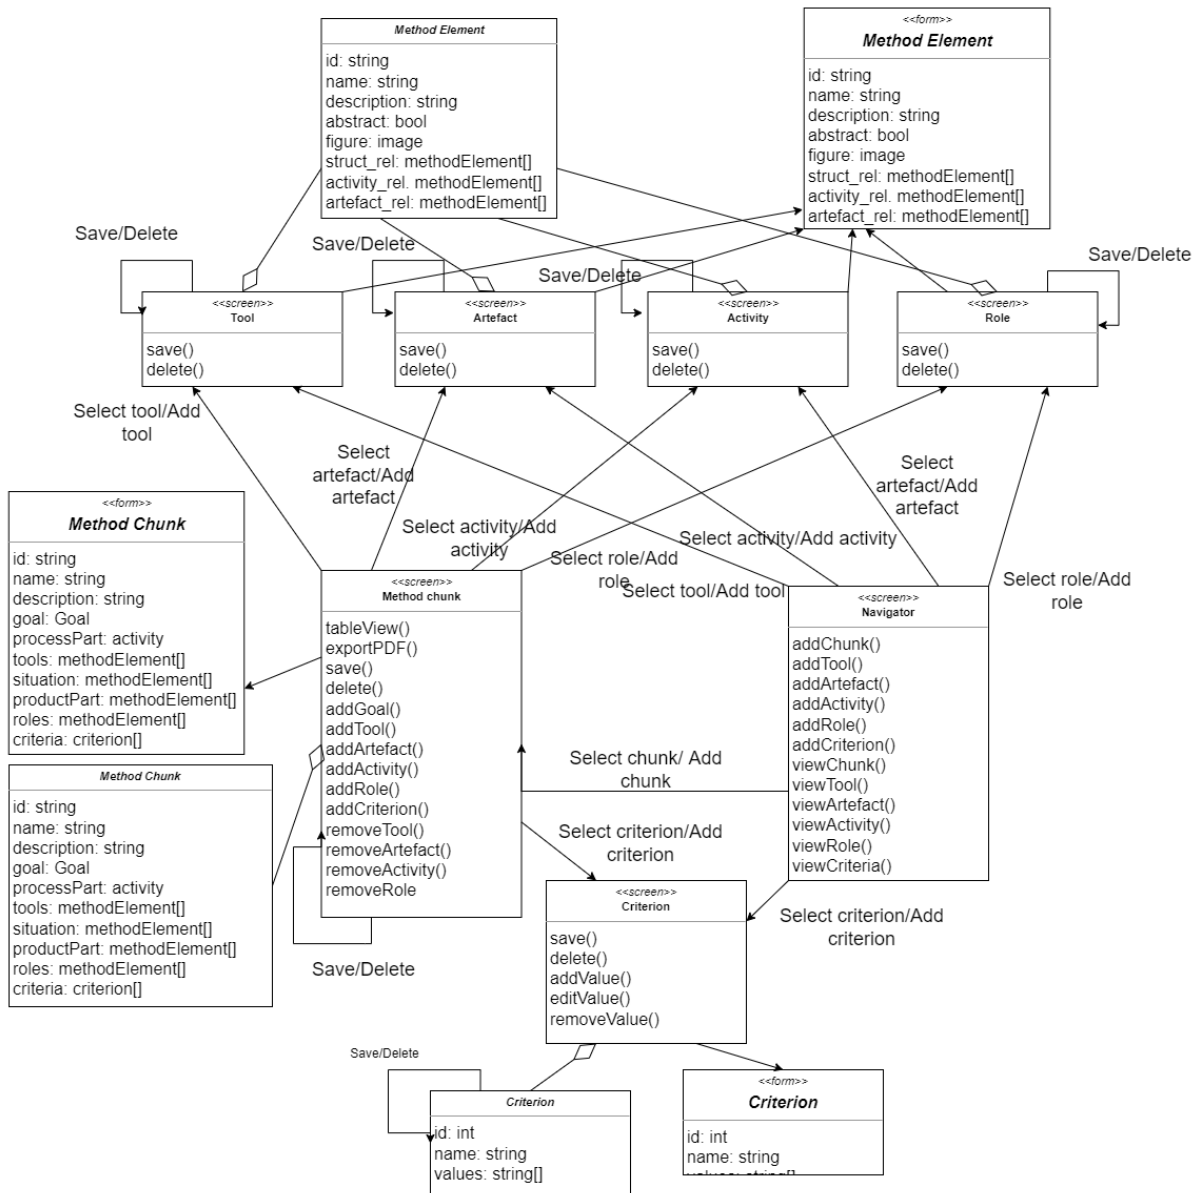 Method Element
id: string
name: string
description: string
abstract: bool
figure: image
struct_rel: methodElement[]
activity_rel. methodElement[]
artefact_rel: methodElement[]
<<form>>
Method Element
id: string
name: string
description: string
abstract: bool
figure: image
struct_rel: methodElement[]
activity_rel. methodElement[]
artefact_rel: methodElement[]
Save/Delete
Save/Delete
Save/Delete
Save/Delete
<<screen>>
Tool
save()
delete()
<<screen>>
Artefact
save()
delete()
<<screen>>
Activity
save()
delete()
<<screen>>
Role
save()
delete()
Select tool/Add
tool
Select
artefact/Add
artefact
Select activity/Add
activity
Select role/Add
role
Select tool/Add tool
Select activity/Add activity
Select
artefact/Add
artefact
Select role/Add
role
<<form>>
Method Chunk
id: string
name: string
description: string
goal: Goal
processPart: activity
tools: methodElement[]
situation: methodElement[]
productPart: methodElement[]
roles: methodElement[]
criteria: criterion[]
Method Chunk
id: string
name: string
description: string
goal: Goal
processPart: activity
tools: methodElement[]
situation: methodElement[]
productPart: methodElement[]
roles: methodElement[]
criteria: criterion[]
<<screen>>
Method chunk
tableView()
exportPDF()
save()
delete()
addGoal()
addTool()
addArtefact()
addActivity()
addRole()
addCriterion()
removeTool()
removeArtefact()
removeActivity()
removeRole
Save/Delete
Select chunk/ Add
chunk
<<screen>>
Navigator
addChunk()
addTool()
addArtefact()
addActivity()
addRole()
addCriterion()
viewChunk()
viewTool()
viewArtefact()
viewActivity()
viewRole()
viewCriteria()
Select criterion/Add
criterion
Select criterion/Add
criterion
<<screen>>
Criterion
save()
delete()
addValue()
editValue()
removeValue()
Save/Delete
Criterion
id: int
name: string
values: string[]
<<form>>
Criterion
id: int
name: string
values: string[]